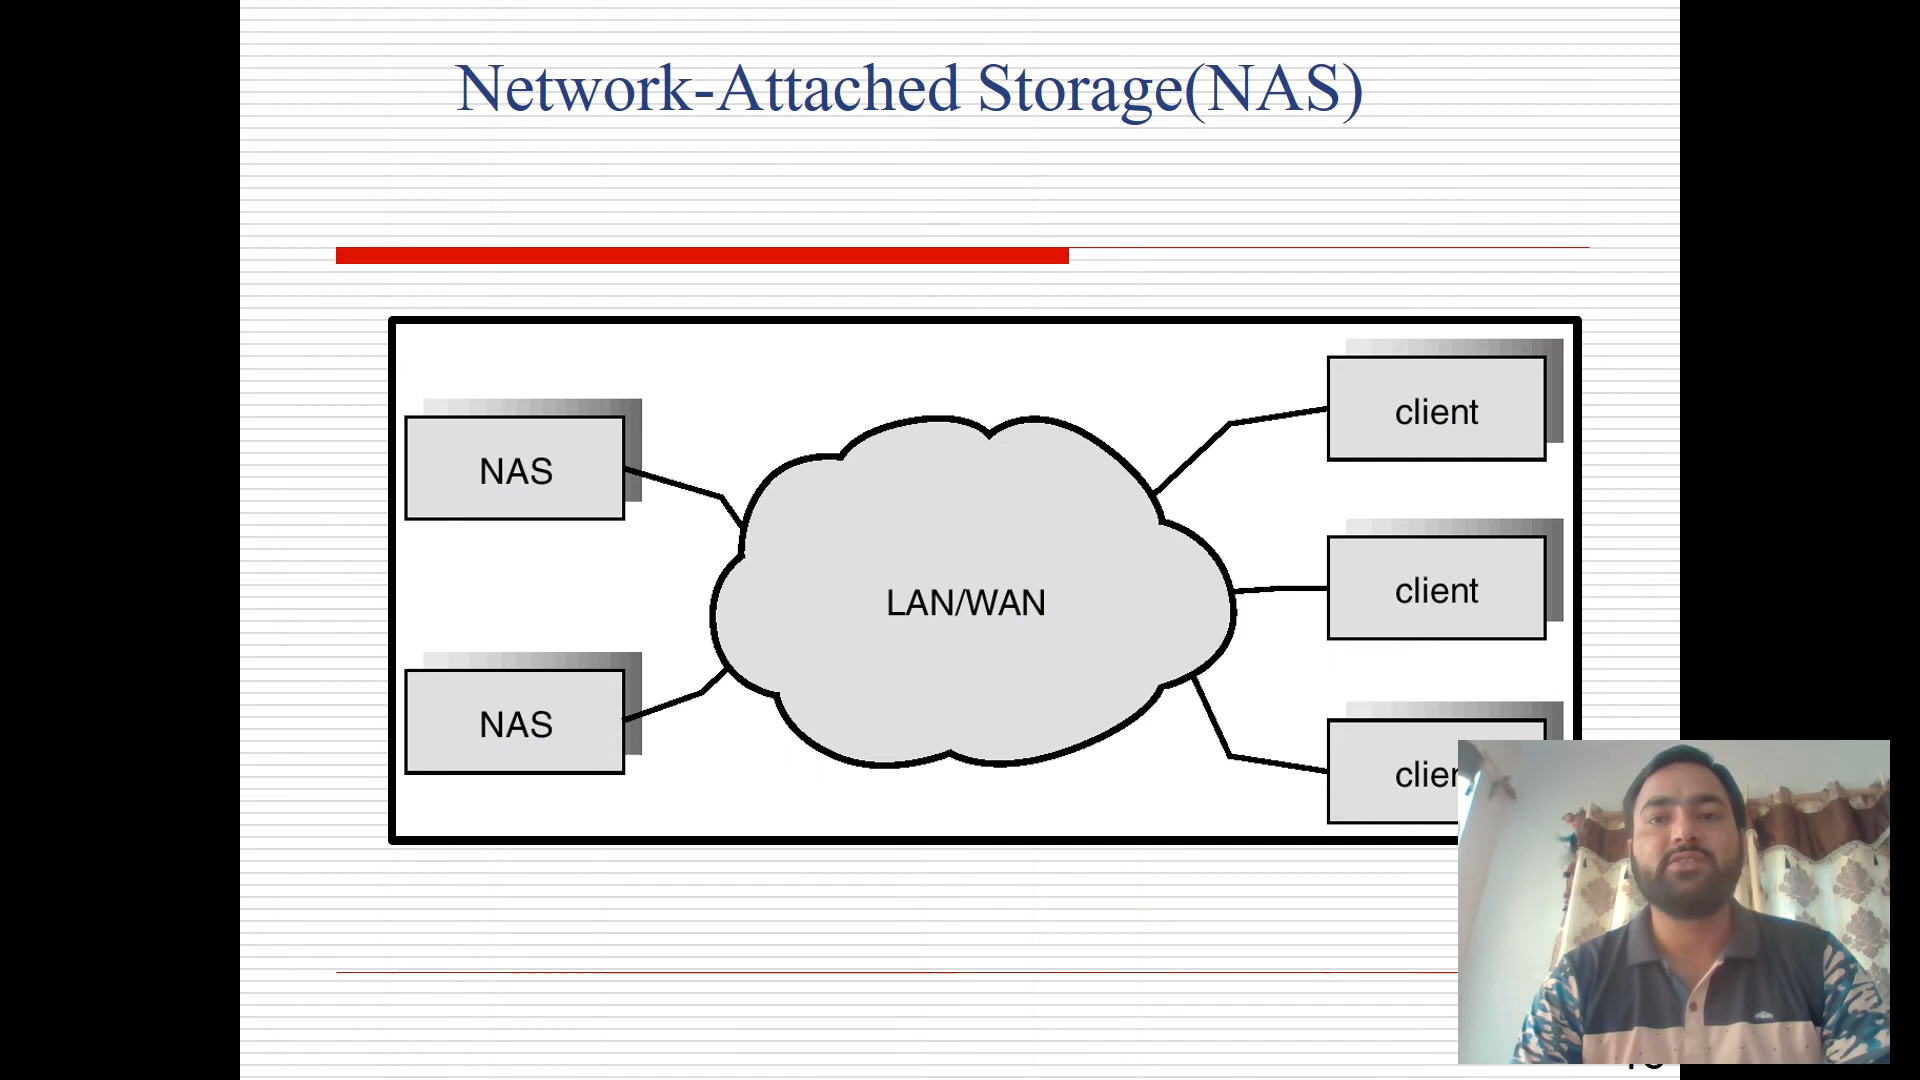 Network-Attached Storage(NAS)
client
NAS
client
LAN/WAN
NAS